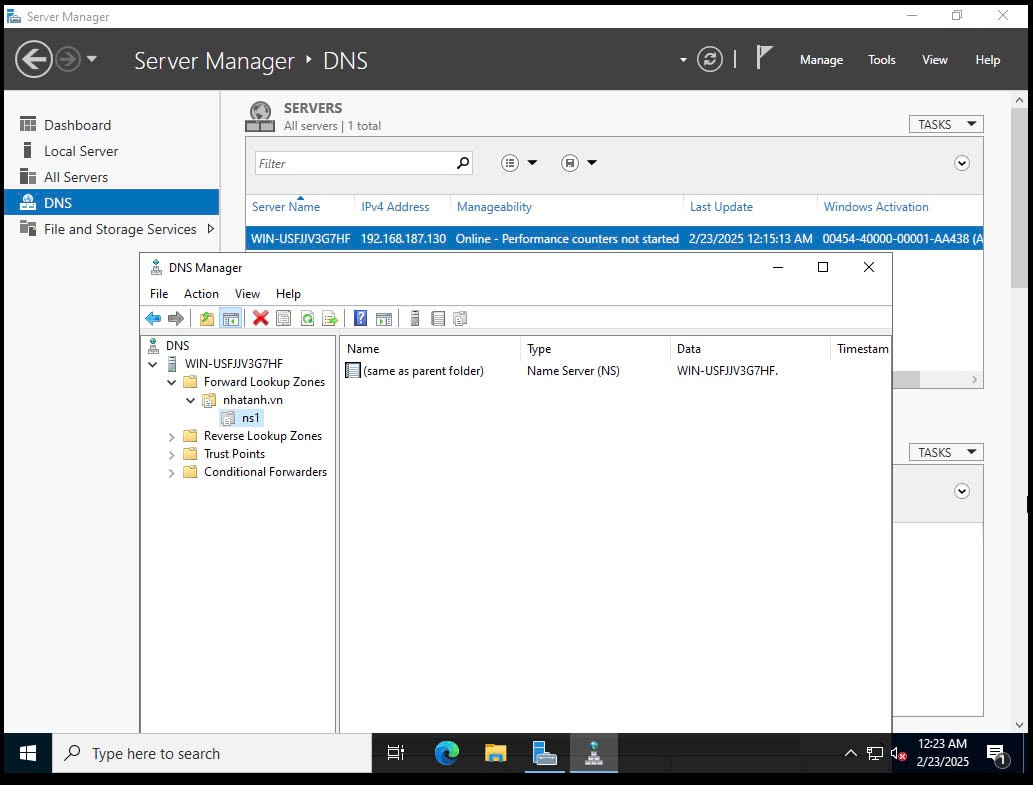 Server Manager
Server Manager ‣ DNS
Manage Tools View Help
Dashboard
Local Server
All Servers
DNS
File and Storage Services
SERVERS
All servers | 1 total
TASKS
Filter
Server Name IPv4 Address Manageability Last Update Windows Activation
WIN-USFJJV3G7HF 192.168.187.130 Online - Performance counters not started 2/23/2025 12:15:13 AM 00454-40000-00001-AA438 (A
DNS Manager
File Action View Help
DNS
WIN-USFJJV3G7HF
Forward Lookup Zones
nhatanh.vn
ns1
Reverse Lookup Zones
Trust Points
Conditional Forwarders
Name Type Data Timestam
(same as parent folder) Name Server (NS) WIN-USFJJV3G7HF.
TASKS
Type here to search
12:23 AM
2/23/2025
1